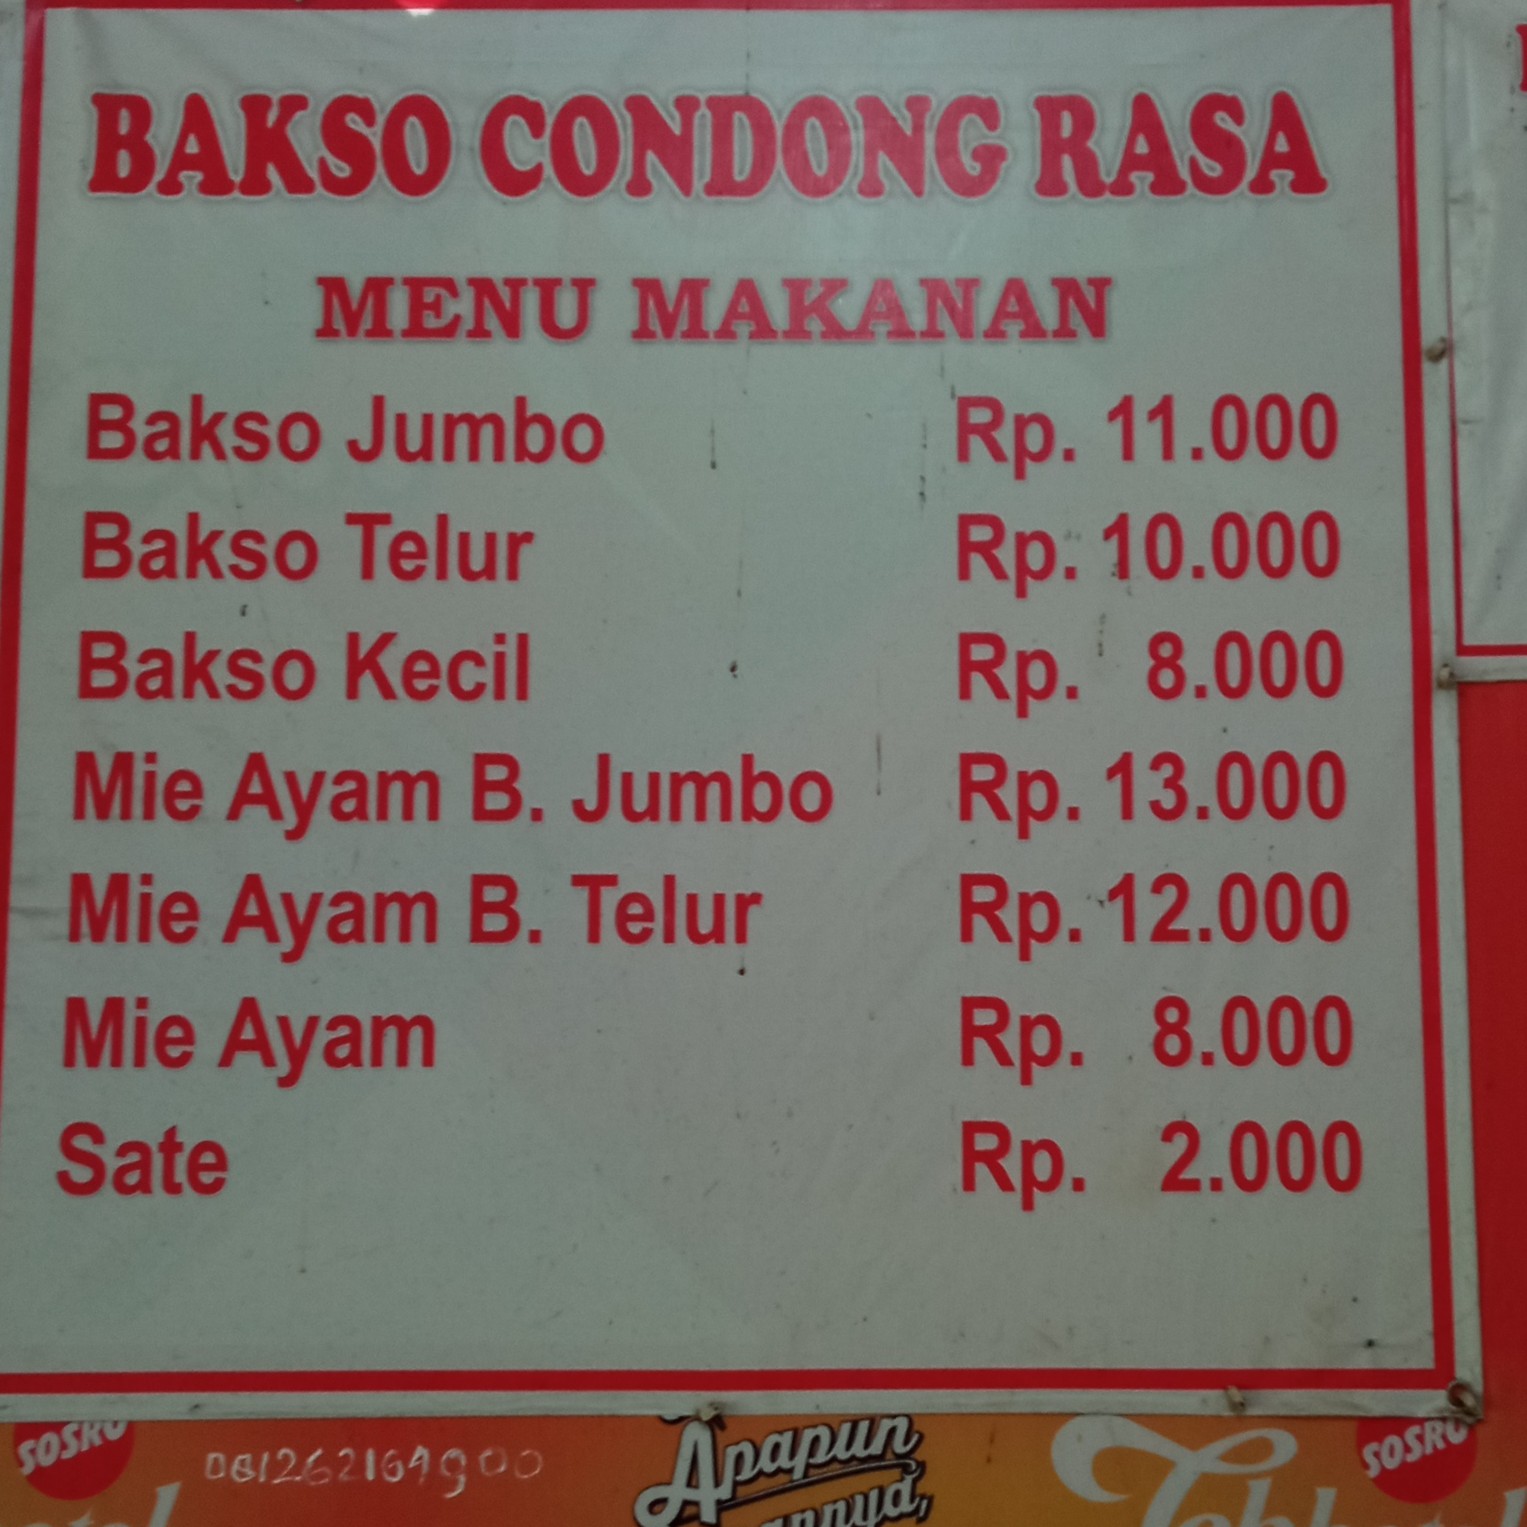 BAKSO CONDONG RASA
MENU MAKANAN
Bakso Jumbo Rp. 11.000
Bakso Telur Rp. 10.000
Bakso Kecil Rp. 8.000
Mie Ayam B. Jumbo Rp. 13.000
Mie Ayam B. Telur Rp. 12.000
Mie Ayam Rp. 8.000
Sate Rp. 2.000
SOSRO 081262164900 Apapun SOSRO